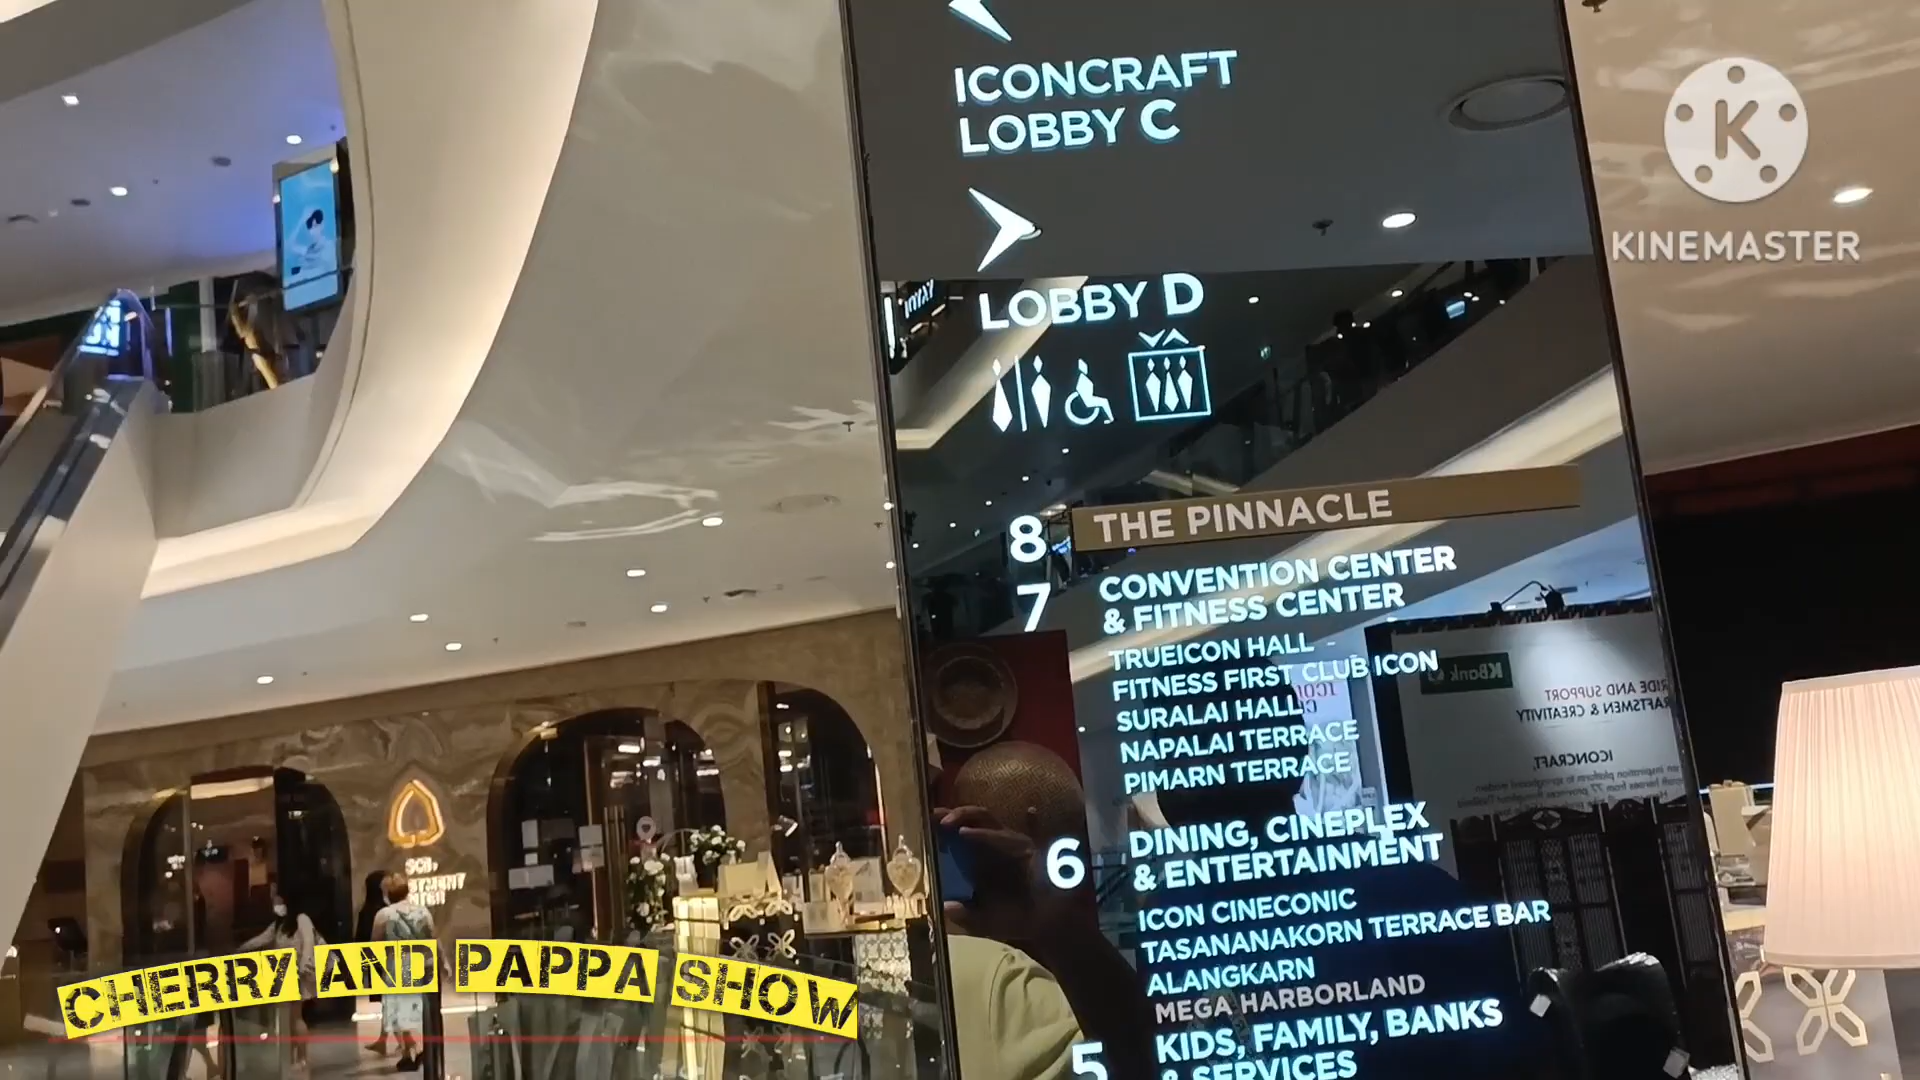 ICONCRAFT
LOBBY C
LOBBY D
8 THE PINNACLE
7 CONVENTION CENTER
& FITNESS CENTER
TRUEICON HALL
FITNESS FIRST CLUB ICON
SURALAI HALL
NAPALAI TERRACE
PIMARN TERRACE
6 DINING, CINEPLEX
& ENTERTAINMENT
ICON CINECONIC
TASANANAKORN TERRACE BAR
ALANGKARN
MEGA HARBORLAND
5 KIDS, FAMILY, BANKS
& SERVICES
K
KINEMASTER
KBank
ICONCRAFT,
CHERRY AND PAPPA SHOW